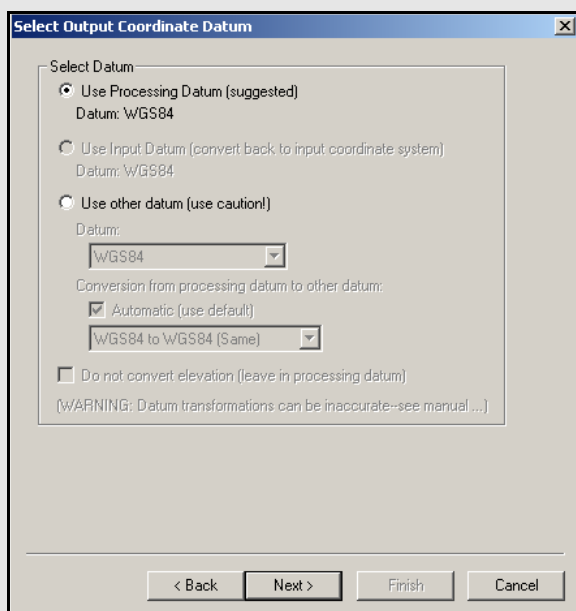 Select Output Coordinate Datum
Select Datum
Use Processing Datum (suggested)
Datum: WGS84
Use Input Datum (convert back to input coordinate system)
Datum: WGS84
Use other datum (use caution!)
Datum:
WGS84
Conversion from processing datum to other datum:
Automatic (use default)
WGS84 to WGS84 (Same)
Do not convert elevation (leave in processing datum)
(WARNING: Datum transformations can be inaccurate--see manual ...)
< Back Next > Finish Cancel